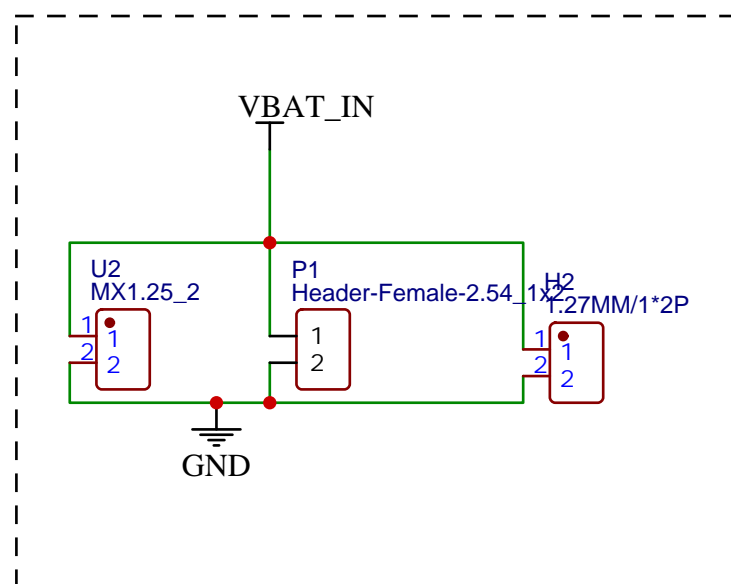 VBAT_IN
U2
MX1.25_2
1
2
1
2
P1
Header-Female-2.54_1x2
1
2
H2
1.27MM/1*2P
1
2
1
2
GND